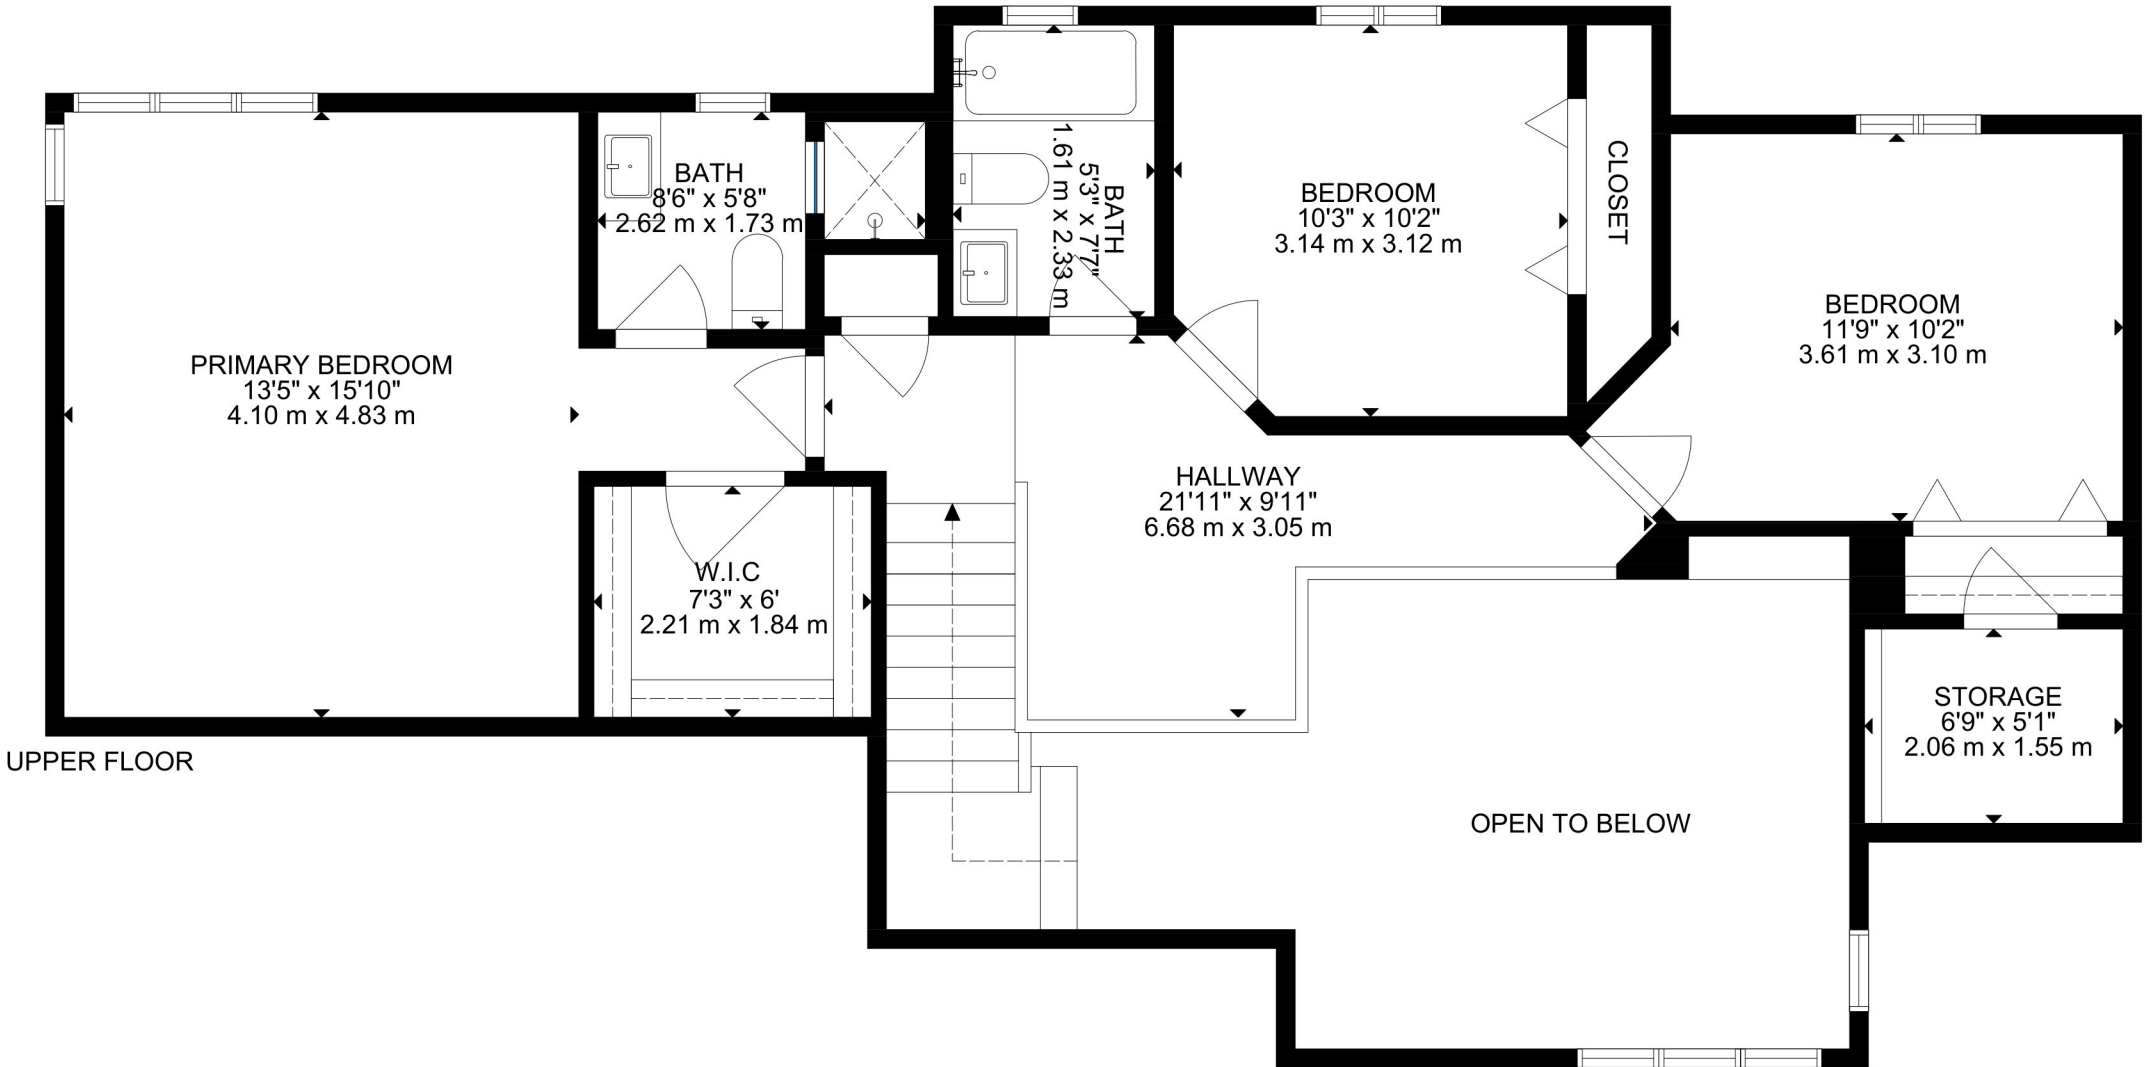 PRIMARY BEDROOM
13'5" x 15'10"
4.10 m x 4.83 m
BATH
8'6" x 5'8"
2.62 m x 1.73 m
BATH
5'3" x 7'7"
1.61 m x 2.33 m
BEDROOM
10'3" x 10'2"
3.14 m x 3.12 m
CLOSET
BEDROOM
11'9" x 10'2"
3.61 m x 3.10 m
HALLWAY
21'11" x 9'11"
6.68 m x 3.05 m
W.I.C
7'3" x 6'
2.21 m x 1.84 m
STORAGE
6'9" x 5'1"
2.06 m x 1.55 m
UPPER FLOOR
OPEN TO BELOW